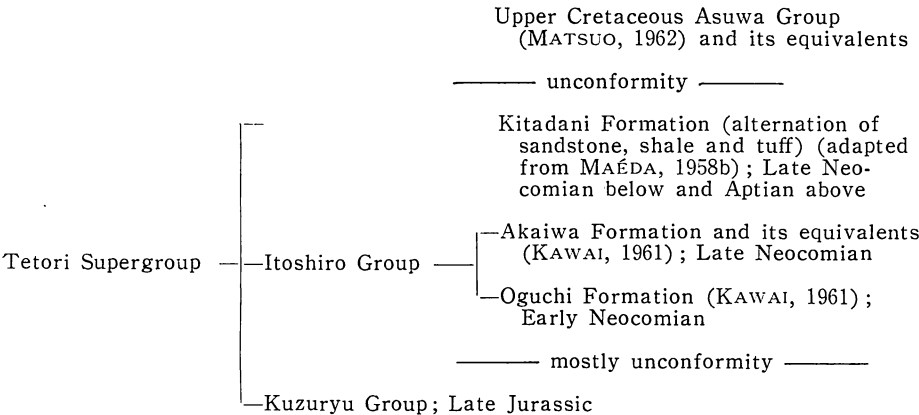 Upper Cretaceous Asuwa Group
(MATSUO, 1962) and its equivalents
unconformity
Kitadani Formation (alternation of
sandstone, shale and tuff) (adapted
from MAÉDA, 1958b) ; Late Neo-
comian below and Aptian above
Akaiwa Formation and its equivalents
(KAWAI, 1961) ; Late Neocomian
Tetori Supergroup
Itoshiro Group
Oguchi Formation (KAWAI, 1961) ;
Early Neocomian
mostly unconformity
Kuzuryu Group ; Late Jurassic